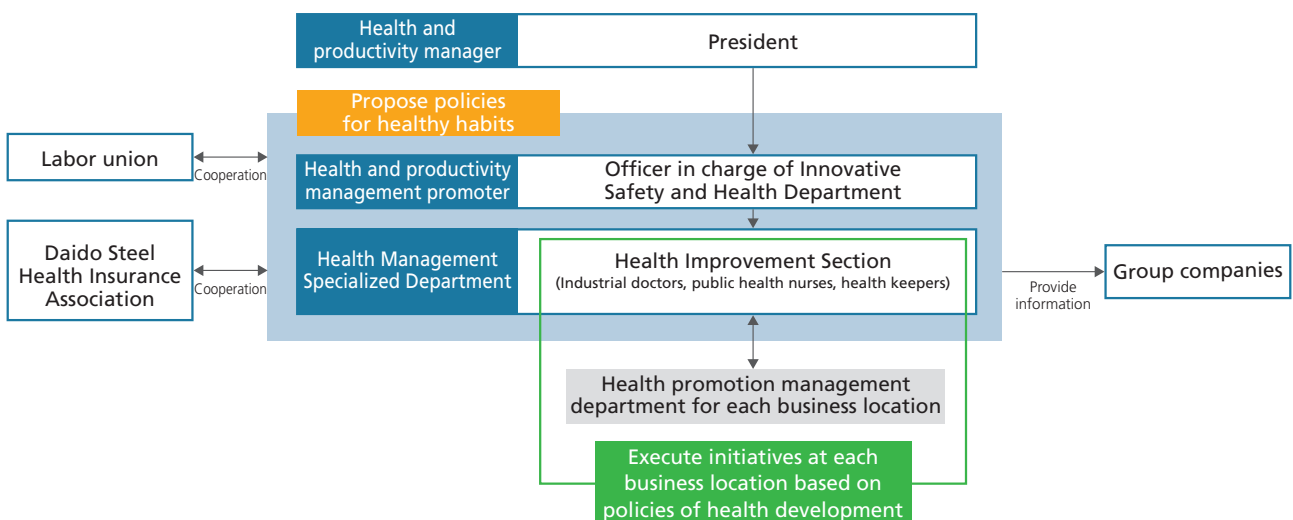 Health and
productivity manager
President
Propose policies
for healthy habits
Labor union
Cooperation
Health and productivity
management promoter
Officer in charge of Innovative
Safety and Health Department
Daido Steel
Health Insurance
Association
Cooperation
Health Management
Specialized Department
Health Improvement Section
(Industrial doctors, public health nurses, health keepers)
Provide
information
Group companies
Health promotion management
department for each business location
Execute initiatives at each
business location based on
policies of health development